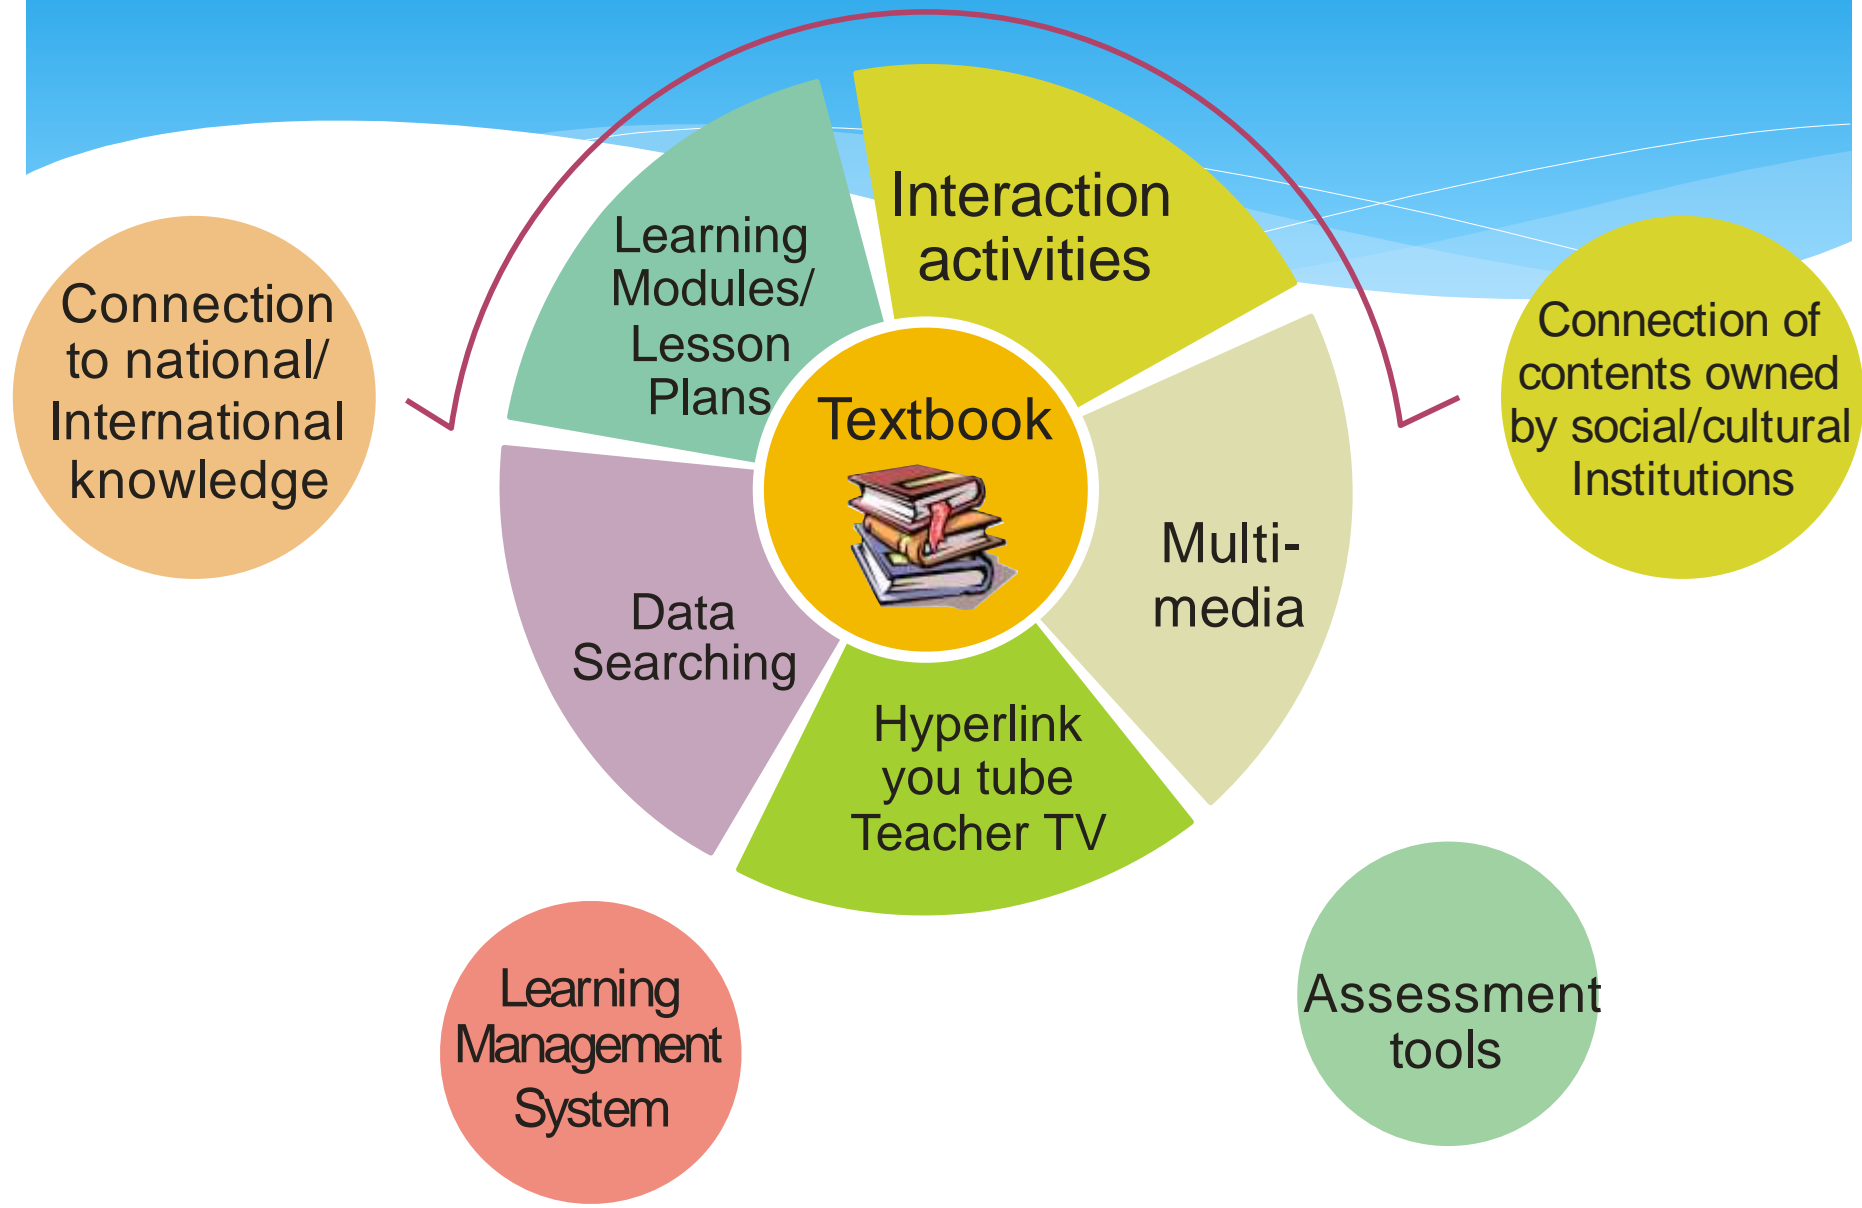 Interaction
activities
Learning
Modules/
Lesson
Plans
Connection
to national/
International
knowledge
Connection of
contents owned
by social/cultural
Institutions
Textbook
Multi-
media
Data
Searching
Hyperlink
you tube
Teacher TV
Learning
Management
System
Assessment
tools